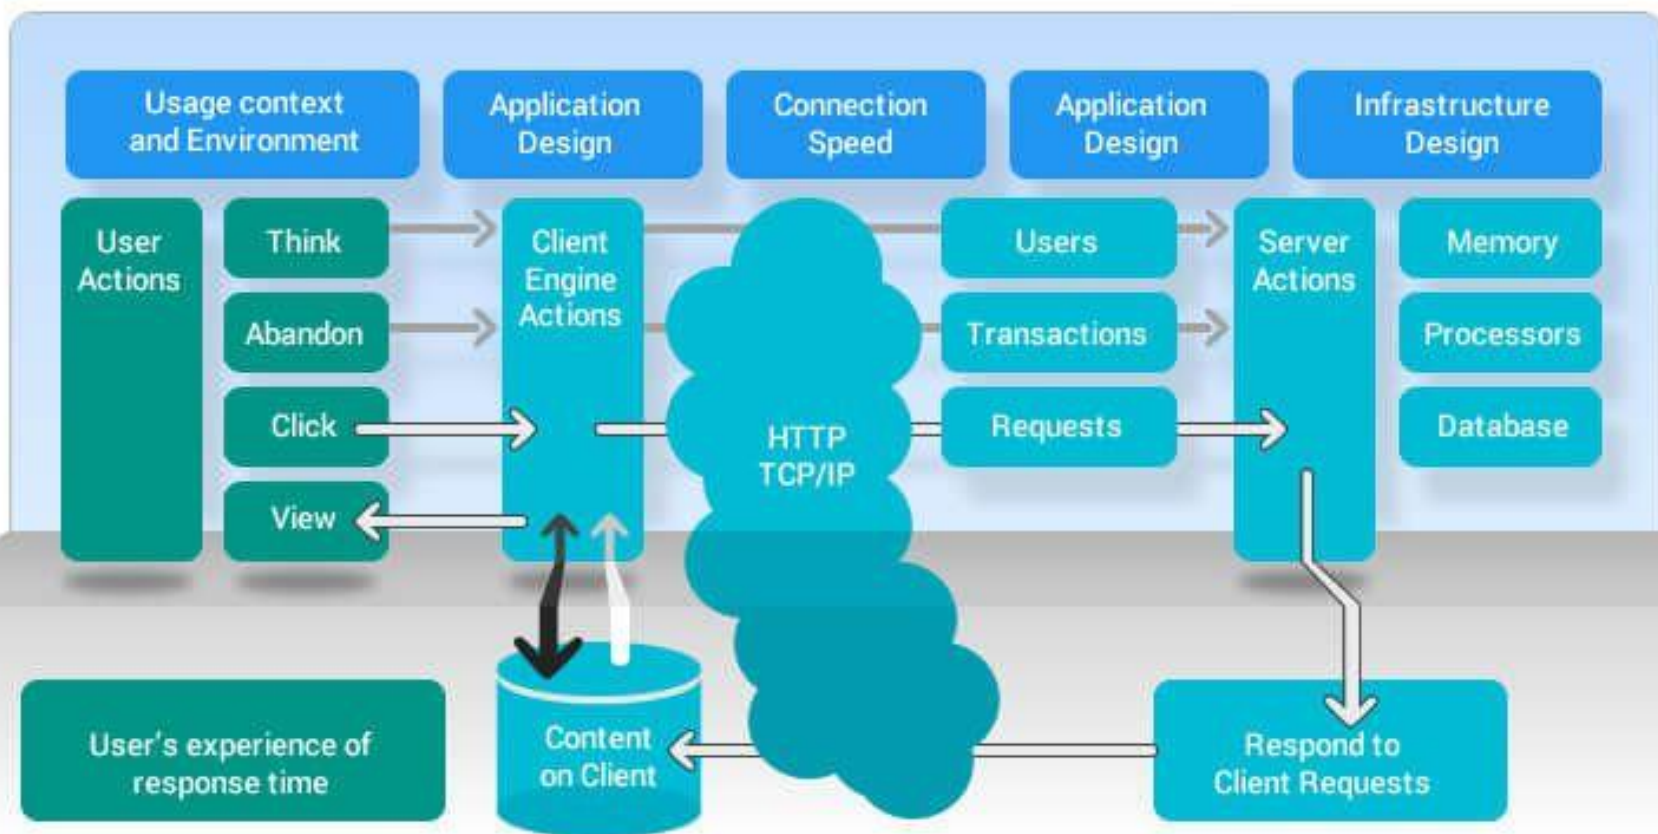 Usage context
and Environment
Application
Design
Connection
Speed
Application
Design
Infrastructure
Design
User
Actions
Think
Abandon
Click
View
Client
Engine
Actions
HTTP
TCP/IP
Users
Transactions
Requests
Server
Actions
Memory
Processors
Database
User's experience of
response time
Content
on Client
Respond to
Client Requests